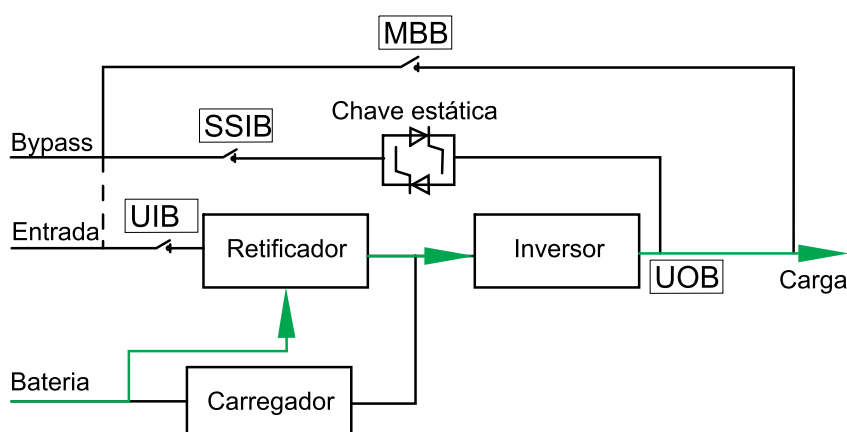 MBB
Chave estática
SSIB
Bypass
UIB
Entrada
Retificador
Inversor
UOB
Carga
Bateria
Carregador